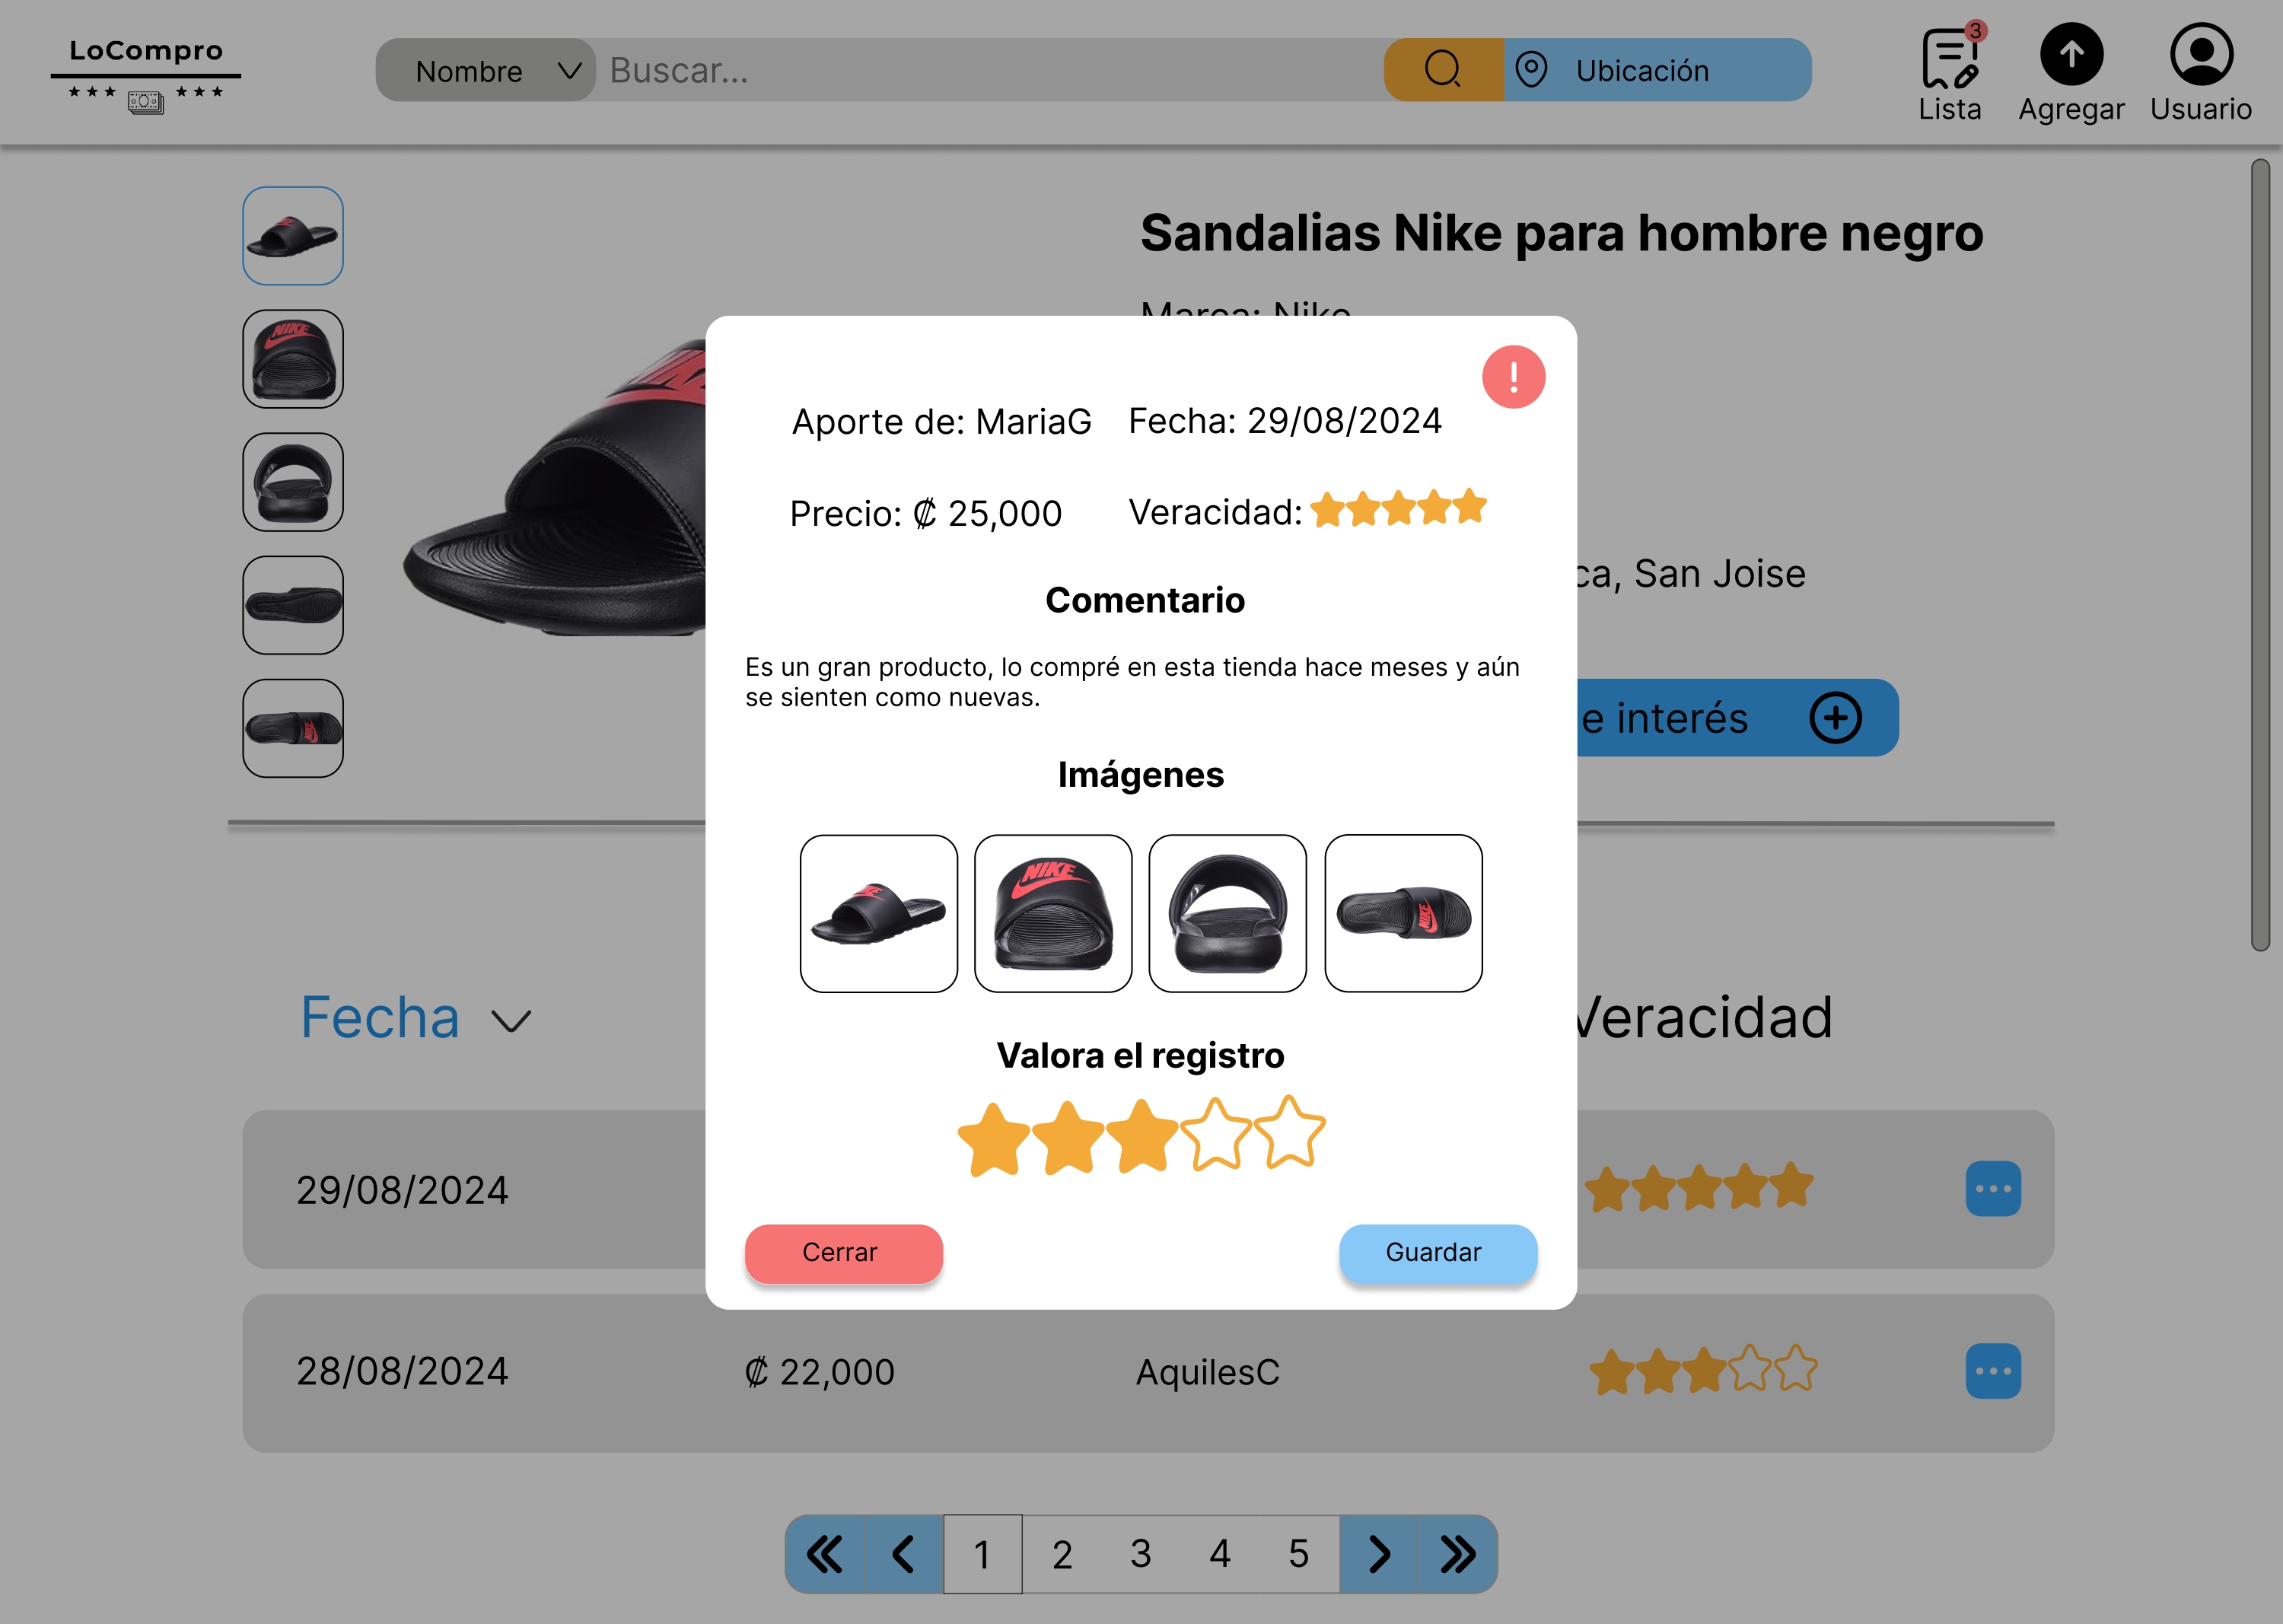 LoCompro
Nombre
Buscar...
Ubicación
3
Lista
Agregar
Usuario
Sandalias Nike para hombre negro
Marca: Nike
Aporte de: MariaG
Fecha: 29/08/2024
Precio: ₡ 25,000
Veracidad:
ca, San Joise
Comentario
Es un gran producto, lo compré en esta tienda hace meses y aún
se sienten como nuevas.
e interés
Imágenes
NIKE
NIKE
NIKE
Fecha
Veracidad
Valora el registro
29/08/2024
Cerrar
Guardar
28/08/2024
₡ 22,000
AquilesC
1
2
3
4
5